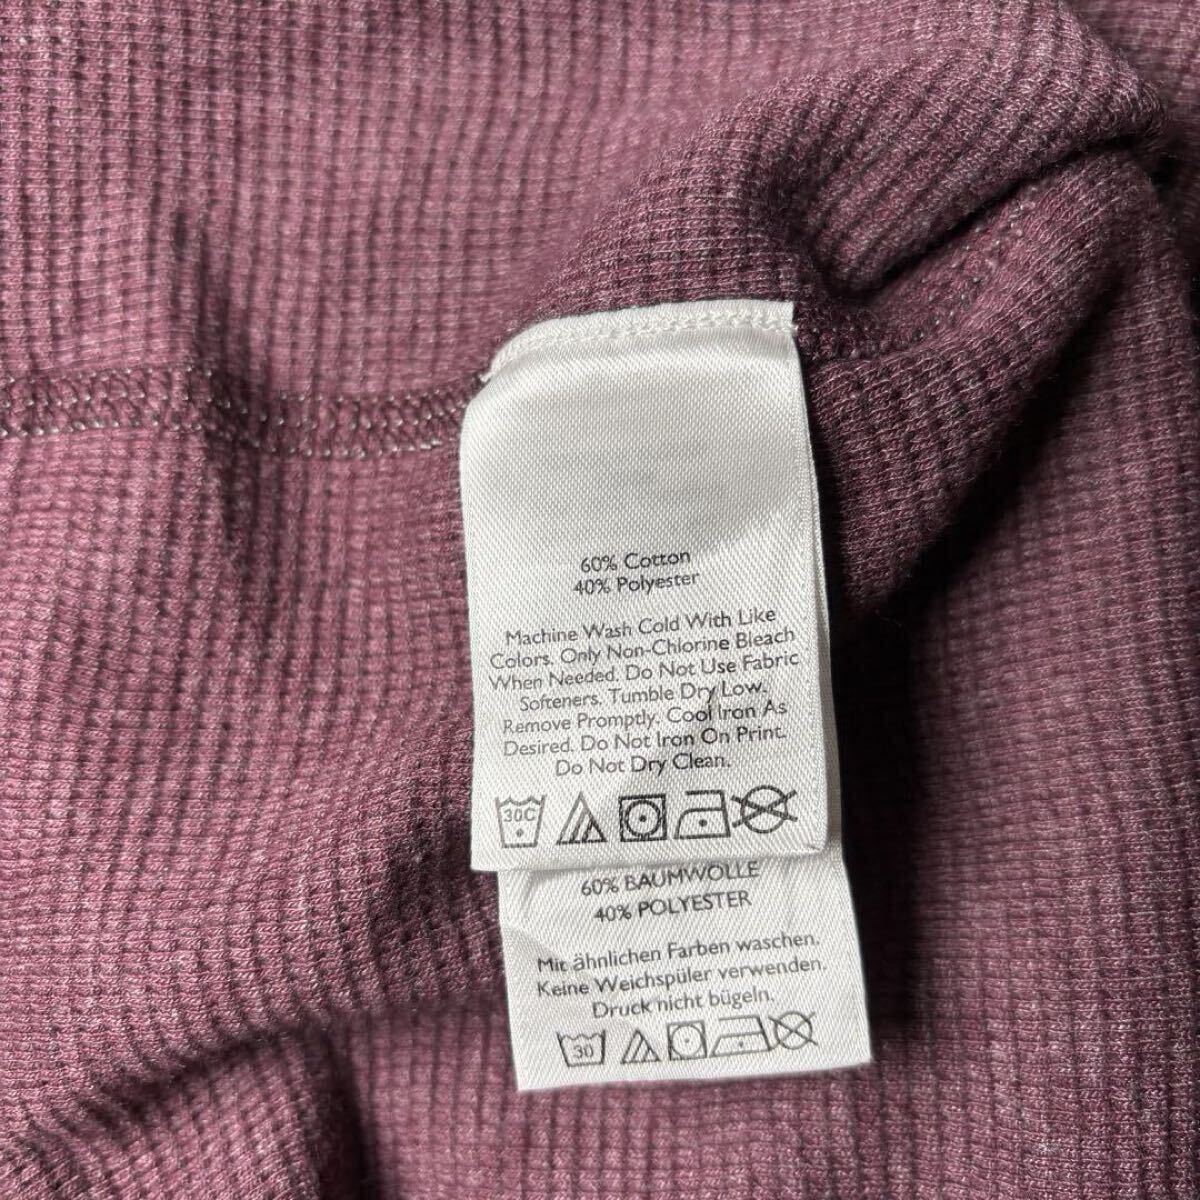 60% Cotton
40% Polyester
Machine Wash Cold With Like
Colors. Only Non-Chlorine Bleach
When Needed. Do Not Use Fabric
Softeners. Tumble Dry Low.
Remove Promptly. Cool Iron As
Desired. Do Not Iron On Print.
Do Not Dry Clean.
30C
60% BAUMWOLLE
40% POLYESTER
Mit ähnlichen Farben waschen.
Keine Weichspüler verwenden.
Druck nicht bügeln.
30